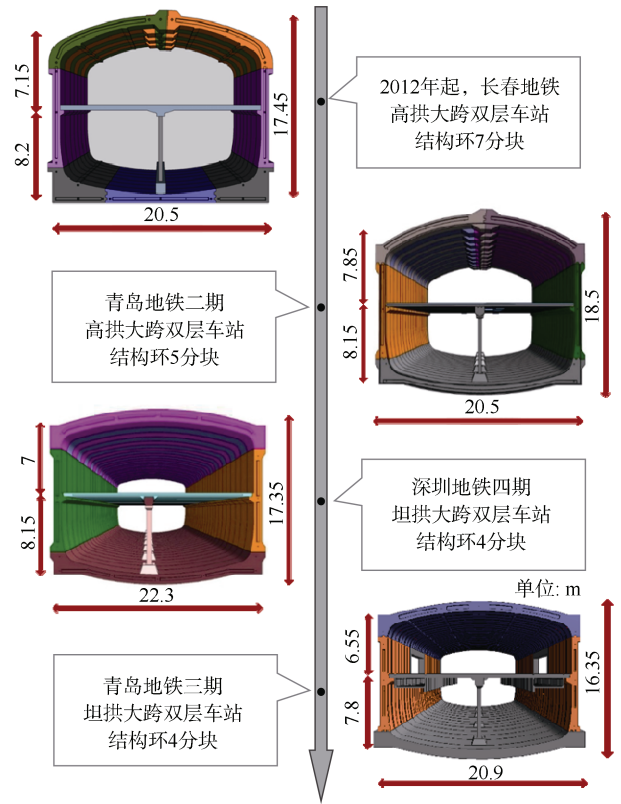 7.15
8.2
17.45
20.5
2012年起，长春地铁
高拱大跨双层车站
结构环7分块
青岛地铁二期
高拱大跨双层车站
结构环5分块
7.85
8.15
18.5
20.5
7
8.15
17.35
22.3
深圳地铁四期
坦拱大跨双层车站
结构环4分块
单位: m
青岛地铁三期
坦拱大跨双层车站
结构环4分块
6.55
7.8
16.35
20.9